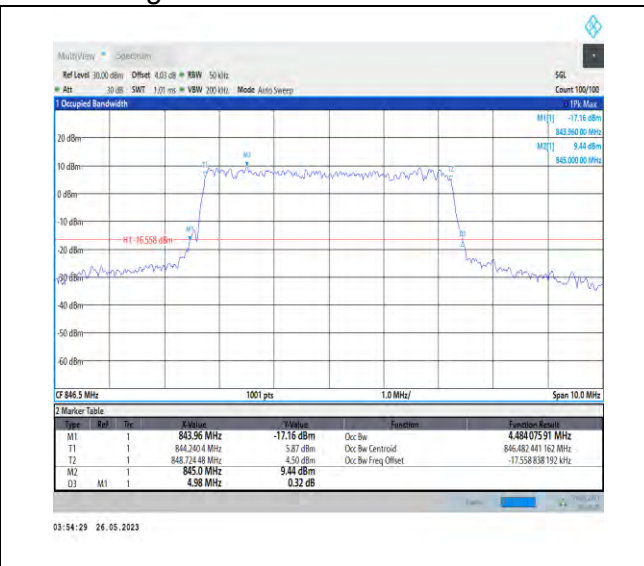 MultiView Spectrum
Ref Level 30.00 dBm Offset 4.03 dB RBW 50 kHz SGL
Att 30 dB SWT 1.01 ms VBW 200 kHz Mode Auto Sweep Count 100/100
1 Occupied Bandwidth 1Pk Max
M1[1] -17.16 dBm
843.960 00 MHz
M2[1] 9.44 dBm
845.000 00 MHz
20 dBm
M2
T1
T2
10 dBm
0 dBm
-10 dBm
M1
D3
H1 -16.558 dBm
-20 dBm
-30 dBm
-40 dBm
-50 dBm
-60 dBm
CF 846.5 MHz 1001 pts 1.0 MHz/ Span 10.0 MHz
2 Marker Table
Type Ref Trc X-Value Y-Value Function Function Result
M1 1 843.96 MHz -17.16 dBm Occ Bw 4.484 075 91 MHz
T1 1 844.240 4 MHz 5.87 dBm Occ Bw Centroid 846.482 441 162 MHz
T2 1 848.724 48 MHz 4.50 dBm Occ Bw Freq Offset -17.558 838 192 kHz
M2 1 845.0 MHz 9.44 dBm
D3 M1 1 4.98 MHz 0.32 dB
03:54:29 26.05.2023